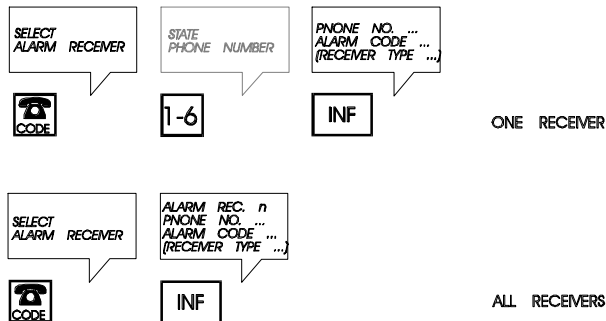 SELECT
ALARM RECEIVER
STATE
PHONE NUMBER
PNONE NO. ...
ALARM CODE ...
(RECEIVER TYPE ...)
CODE
1-6
INF
ONE RECEIVER
SELECT
ALARM RECEIVER
ALARM REC. n
PNONE NO. ...
ALARM CODE ...
(RECEIVER TYPE ...)
CODE
INF
ALL RECEIVERS